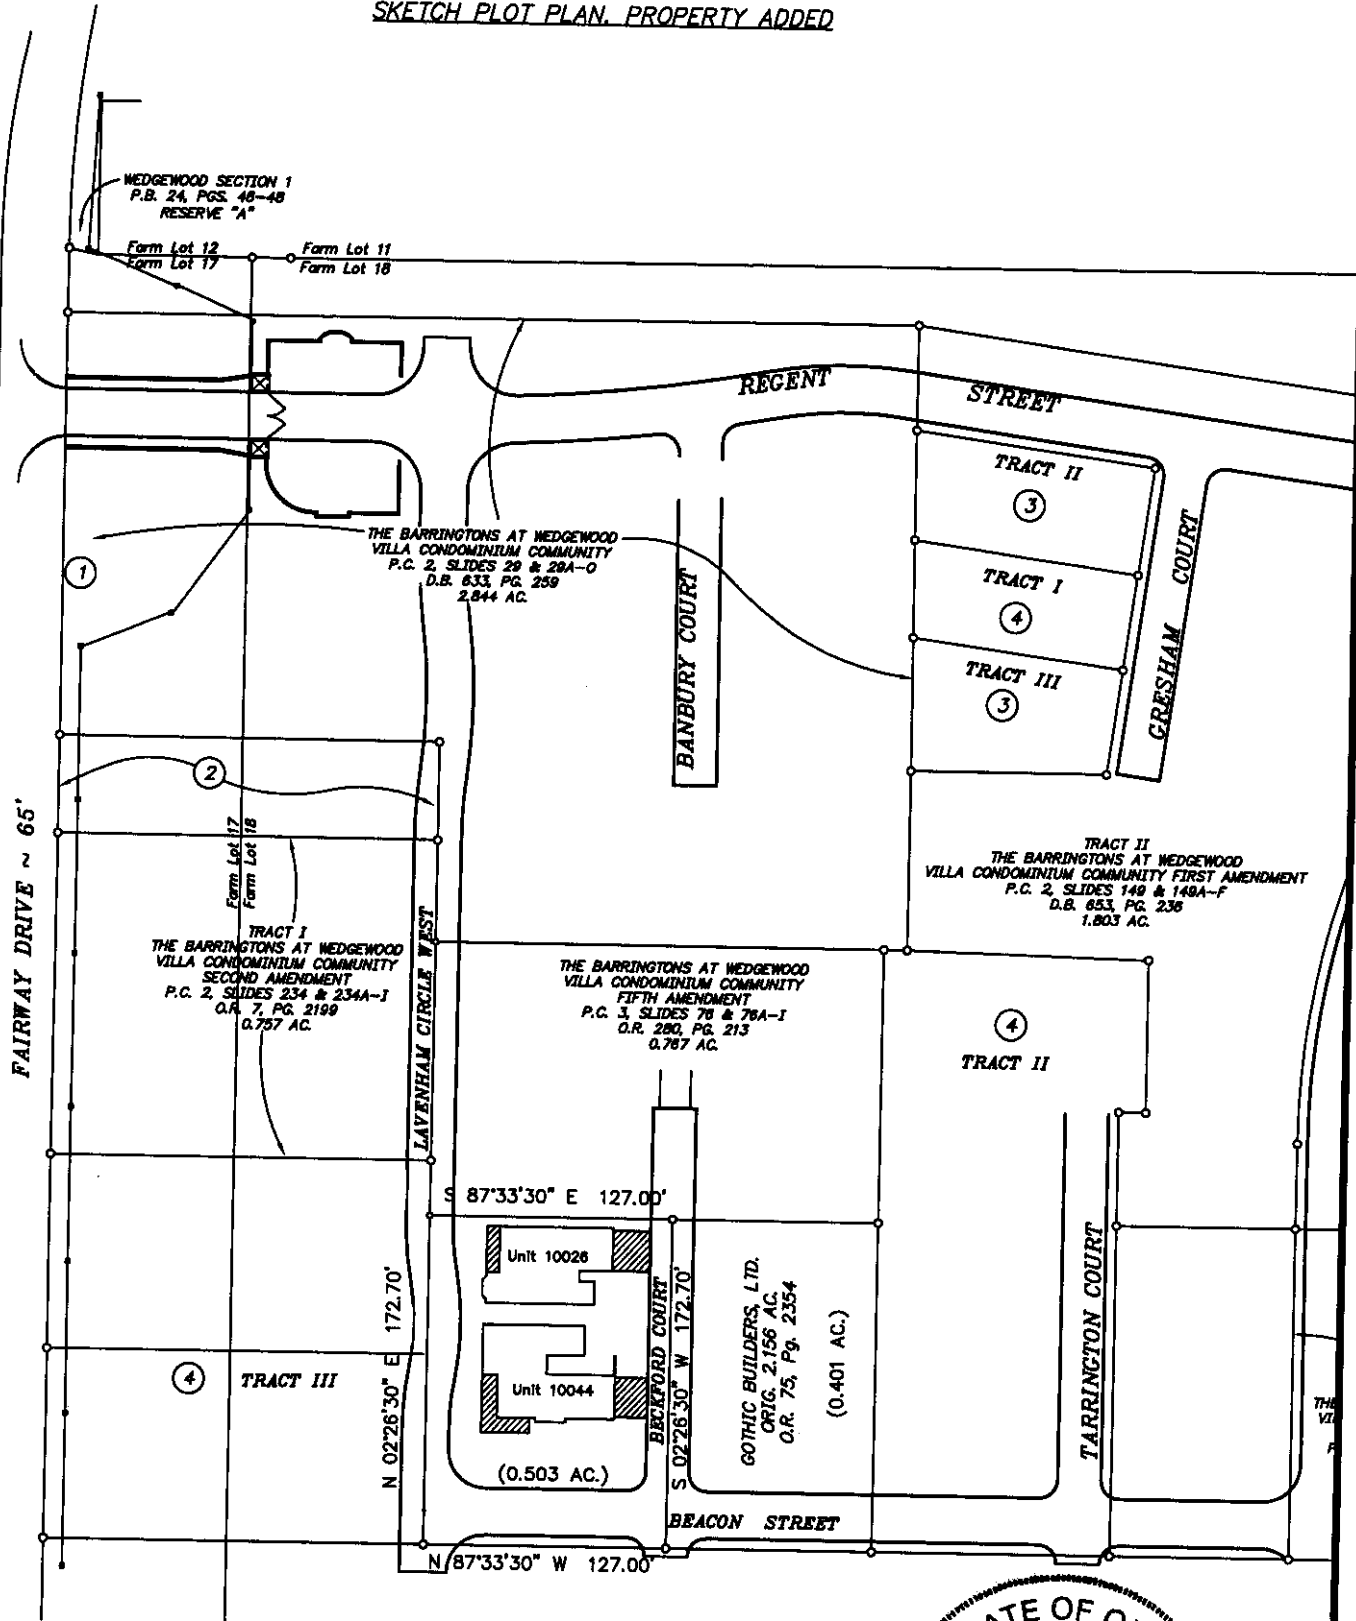 SKETCH PLOT PLAN. PROPERTY ADDED
WEDGEWOOD SECTION 1
P.B. 24, PGS. 46-48
RESERVE "A"
Farm Lot 12
Farm Lot 17
Farm Lot 11
Farm Lot 18
REGENT STREET
TRACT II
3
TRACT I
4
TRACT III
3
GRESHAM COURT
THE BARRINGTONS AT WEDGEWOOD
VILLA CONDOMINIUM COMMUNITY
P.C. 2, SLIDES 29 & 29A-O
D.B. 633, PG. 259
2.844 AC.
1
BANBURY COURT
2
FAIRWAY DRIVE ~ 65'
Farm Lot 17
Farm Lot 18
TRACT II
THE BARRINGTONS AT WEDGEWOOD
VILLA CONDOMINIUM COMMUNITY FIRST AMENDMENT
P.C. 2, SLIDES 149 & 149A-F
D.B. 653, PG. 236
1.803 AC.
TRACT I
THE BARRINGTONS AT WEDGEWOOD
VILLA CONDOMINIUM COMMUNITY
SECOND AMENDMENT
P.C. 2, SLIDES 234 & 234A-I
O.R. 7, PG. 2199
0.757 AC.
LAVENHAM CIRCLE WEST
THE BARRINGTONS AT WEDGEWOOD
VILLA CONDOMINIUM COMMUNITY
FIFTH AMENDMENT
P.C. 3, SLIDES 76 & 76A-I
O.R. 280, PG. 213
0.767 AC.
4
TRACT II
S 87°33'30" E 127.00'
Unit 10026
Unit 10044
N 02°26'30" E 172.70'
BECKFORD COURT
S 02°26'30" W 172.70'
GOTHIC BUILDERS, LTD.
ORIG. 2.156 AC.
O.R. 75, Pg. 2354
(0.401 AC.)
TARRINGTON COURT
4
TRACT III
(0.503 AC.)
BEACON STREET
N 87°33'30" W 127.00'
THE
VI
P
ATE OF O